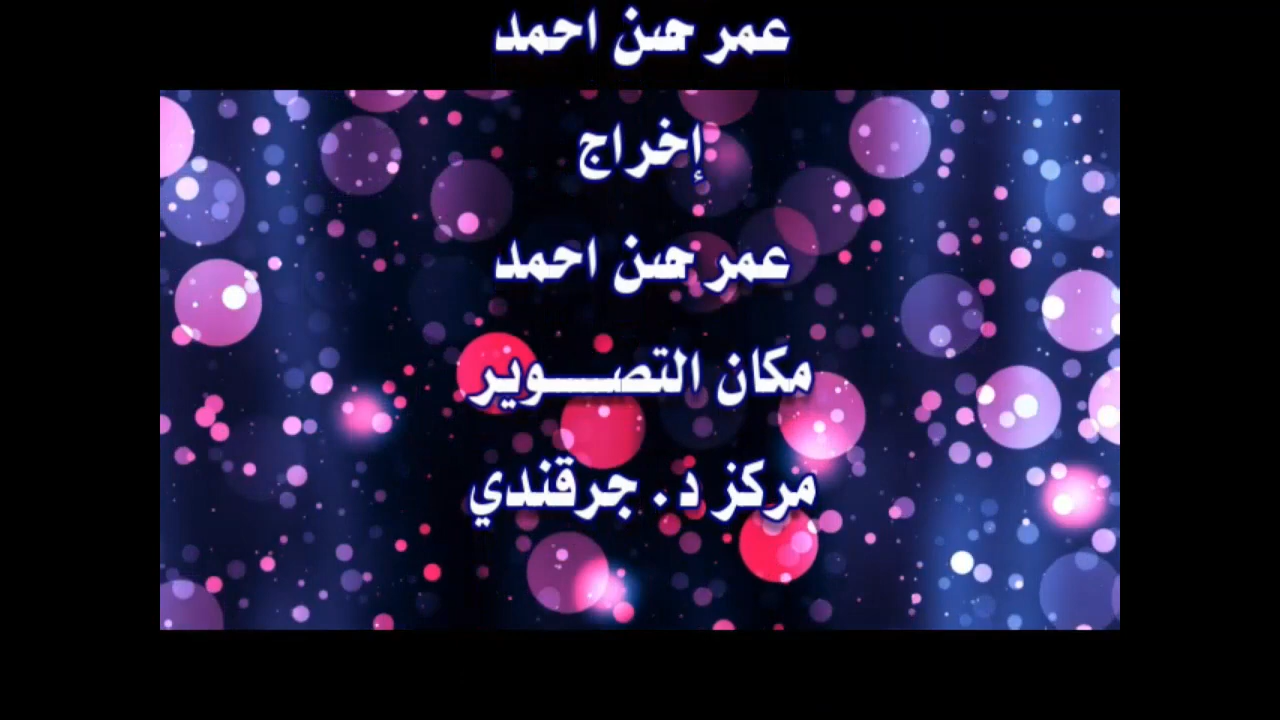 عمر حسن احمد
إخراج
عمر حسن احمد
مكان التصـــوير
مركز د. جرقندي